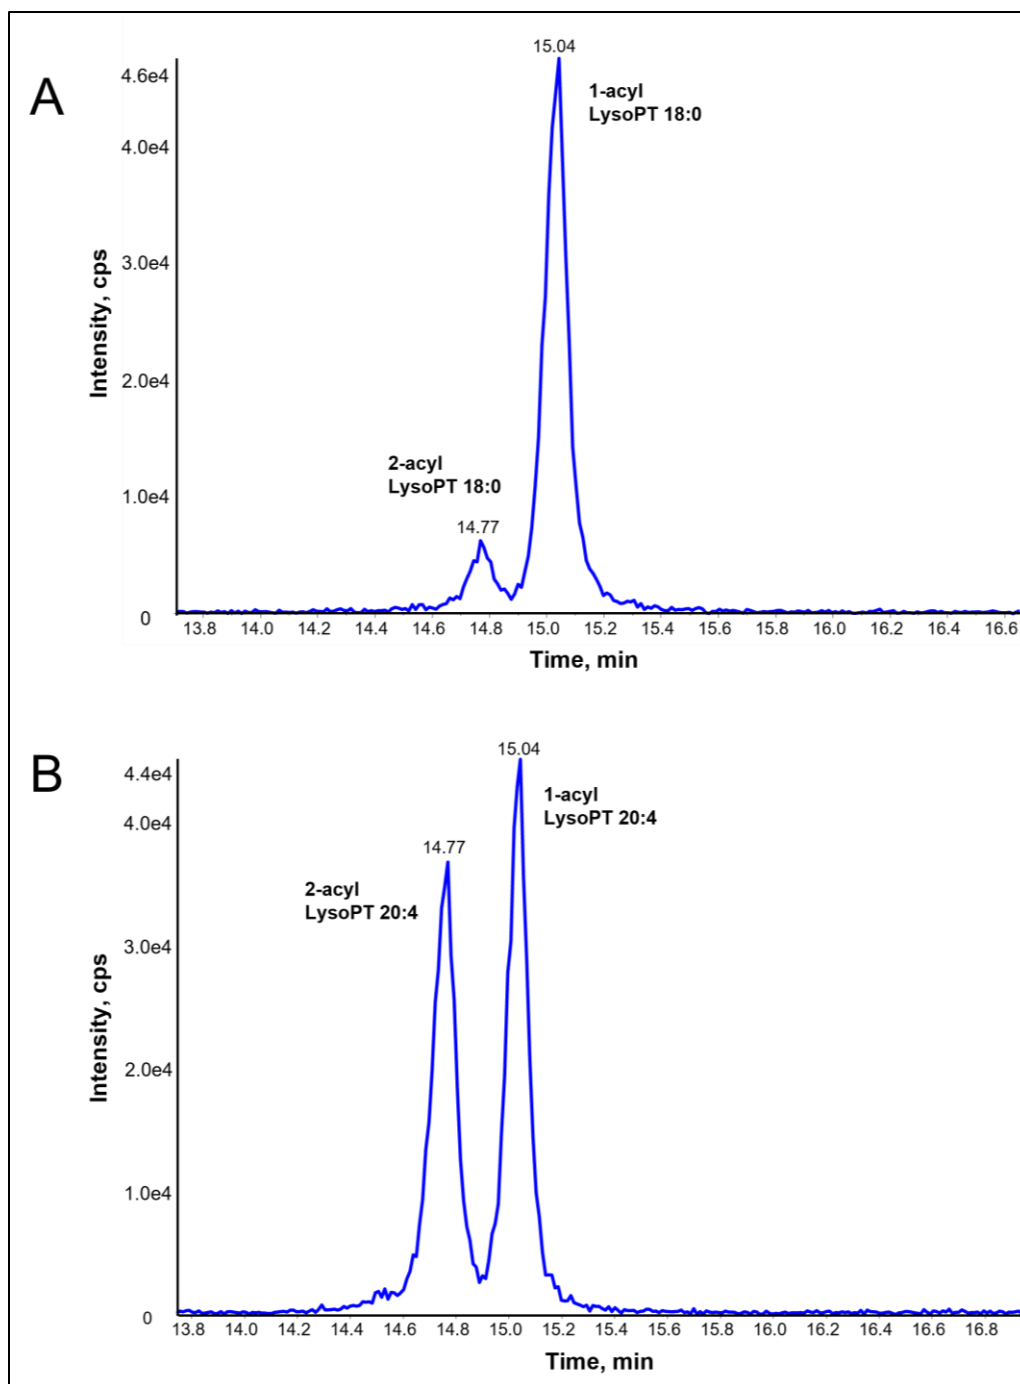 A
15.04
4.6e4
1-acyl
LysoPT 18:0
4.0e4
3.0e4
Intensity, cps
2.0e4
2-acyl
LysoPT 18:0
1.0e4
14.77
0
13.8 14.0 14.2 14.4 14.6 14.8 15.0 15.2 15.4 15.6 15.8 16.0 16.2 16.4 16.6
Time, min
B
15.04
4.4e4
1-acyl
LysoPT 20:4
4.0e4
14.77
2-acyl
LysoPT 20:4
3.0e4
Intensity, cps
2.0e4
1.0e4
0
13.8 14.0 14.2 14.4 14.6 14.8 15.0 15.2 15.4 15.6 15.8 16.0 16.2 16.4 16.6 16.8
Time, min